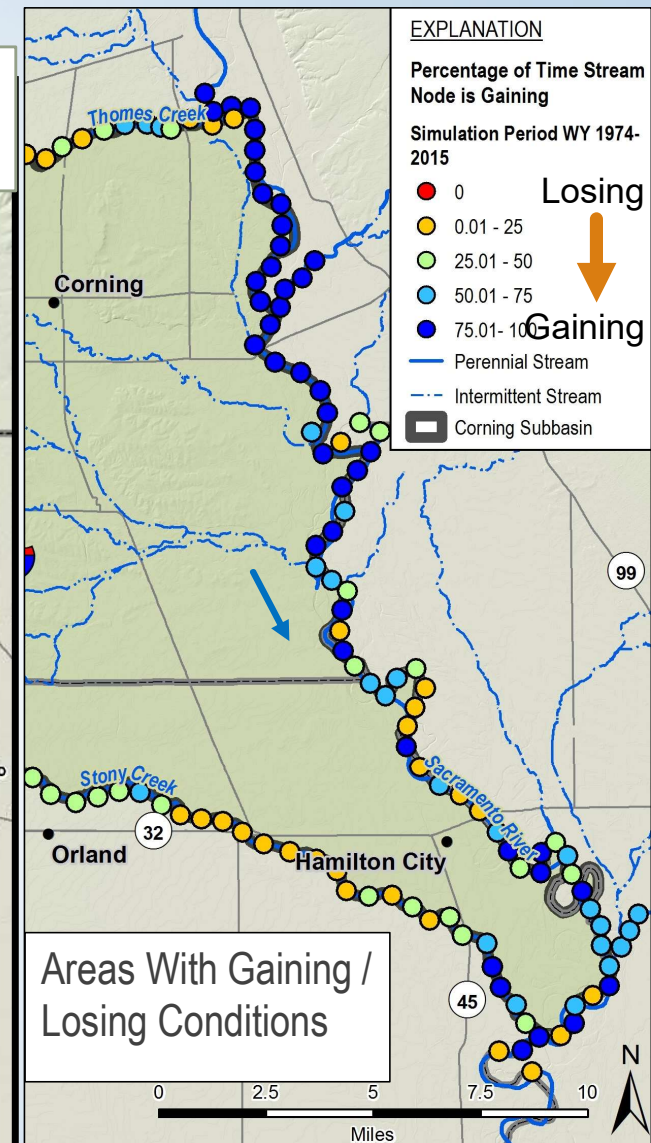 EXPLANATION
Percentage of Time Stream
Node is Gaining
Simulation Period WY 1974-
2015
0
Losing
0.01 - 25
25.01 - 50
50.01 - 75
75.01- 100
Gaining
Perennial Stream
Intermittent Stream
Corning Subbasin
Thomes Creek
Corning
99
Stony Creek
Sacramento River
32
Orland
Hamilton City
45
Areas With Gaining /
Losing Conditions
N
0 2.5 5 7.5 10
Miles